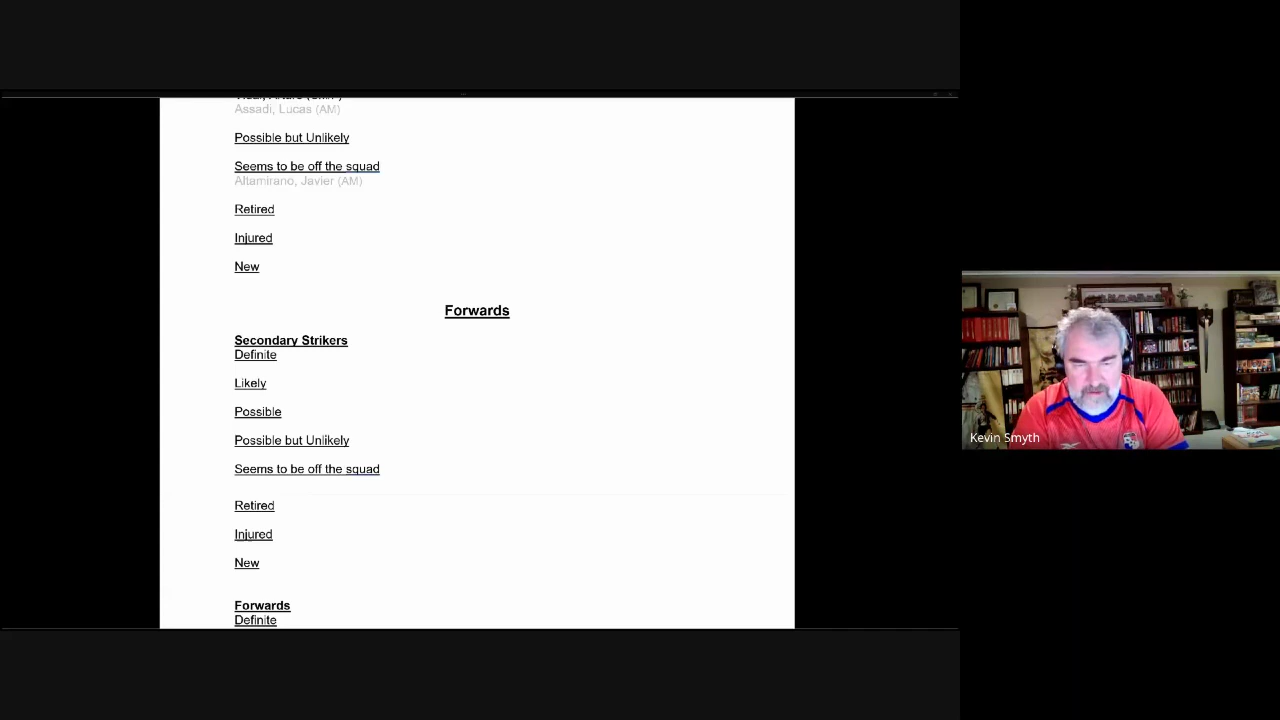 Assadi, Lucas (AM)
Possible but Unlikely
Seems to be off the squad
Altamirano, Javier (AM)
Retired
Injured
New
Forwards
Secondary Strikers
Definite
Likely
Possible
Possible but Unlikely
Seems to be off the squad
Retired
Injured
New
Forwards
Definite
Kevin Smyth